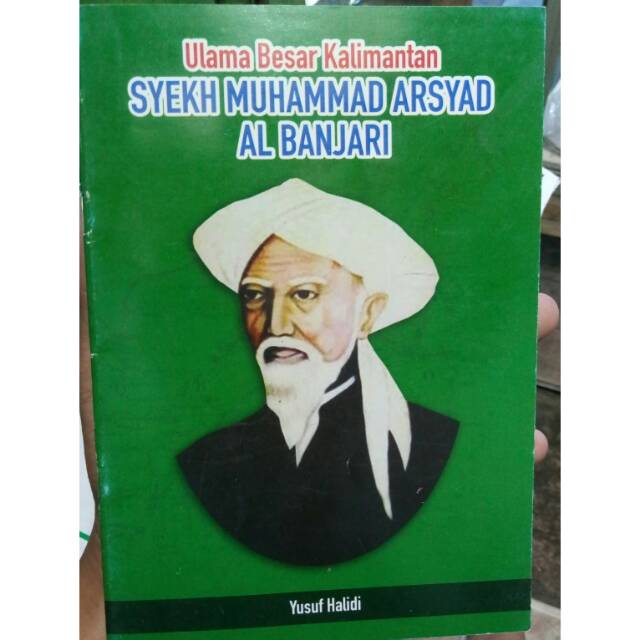 Ulama Besar Kalimantan
SYEKH MUHAMMAD ARSYAD
AL BANJARI
Yusuf Halidi